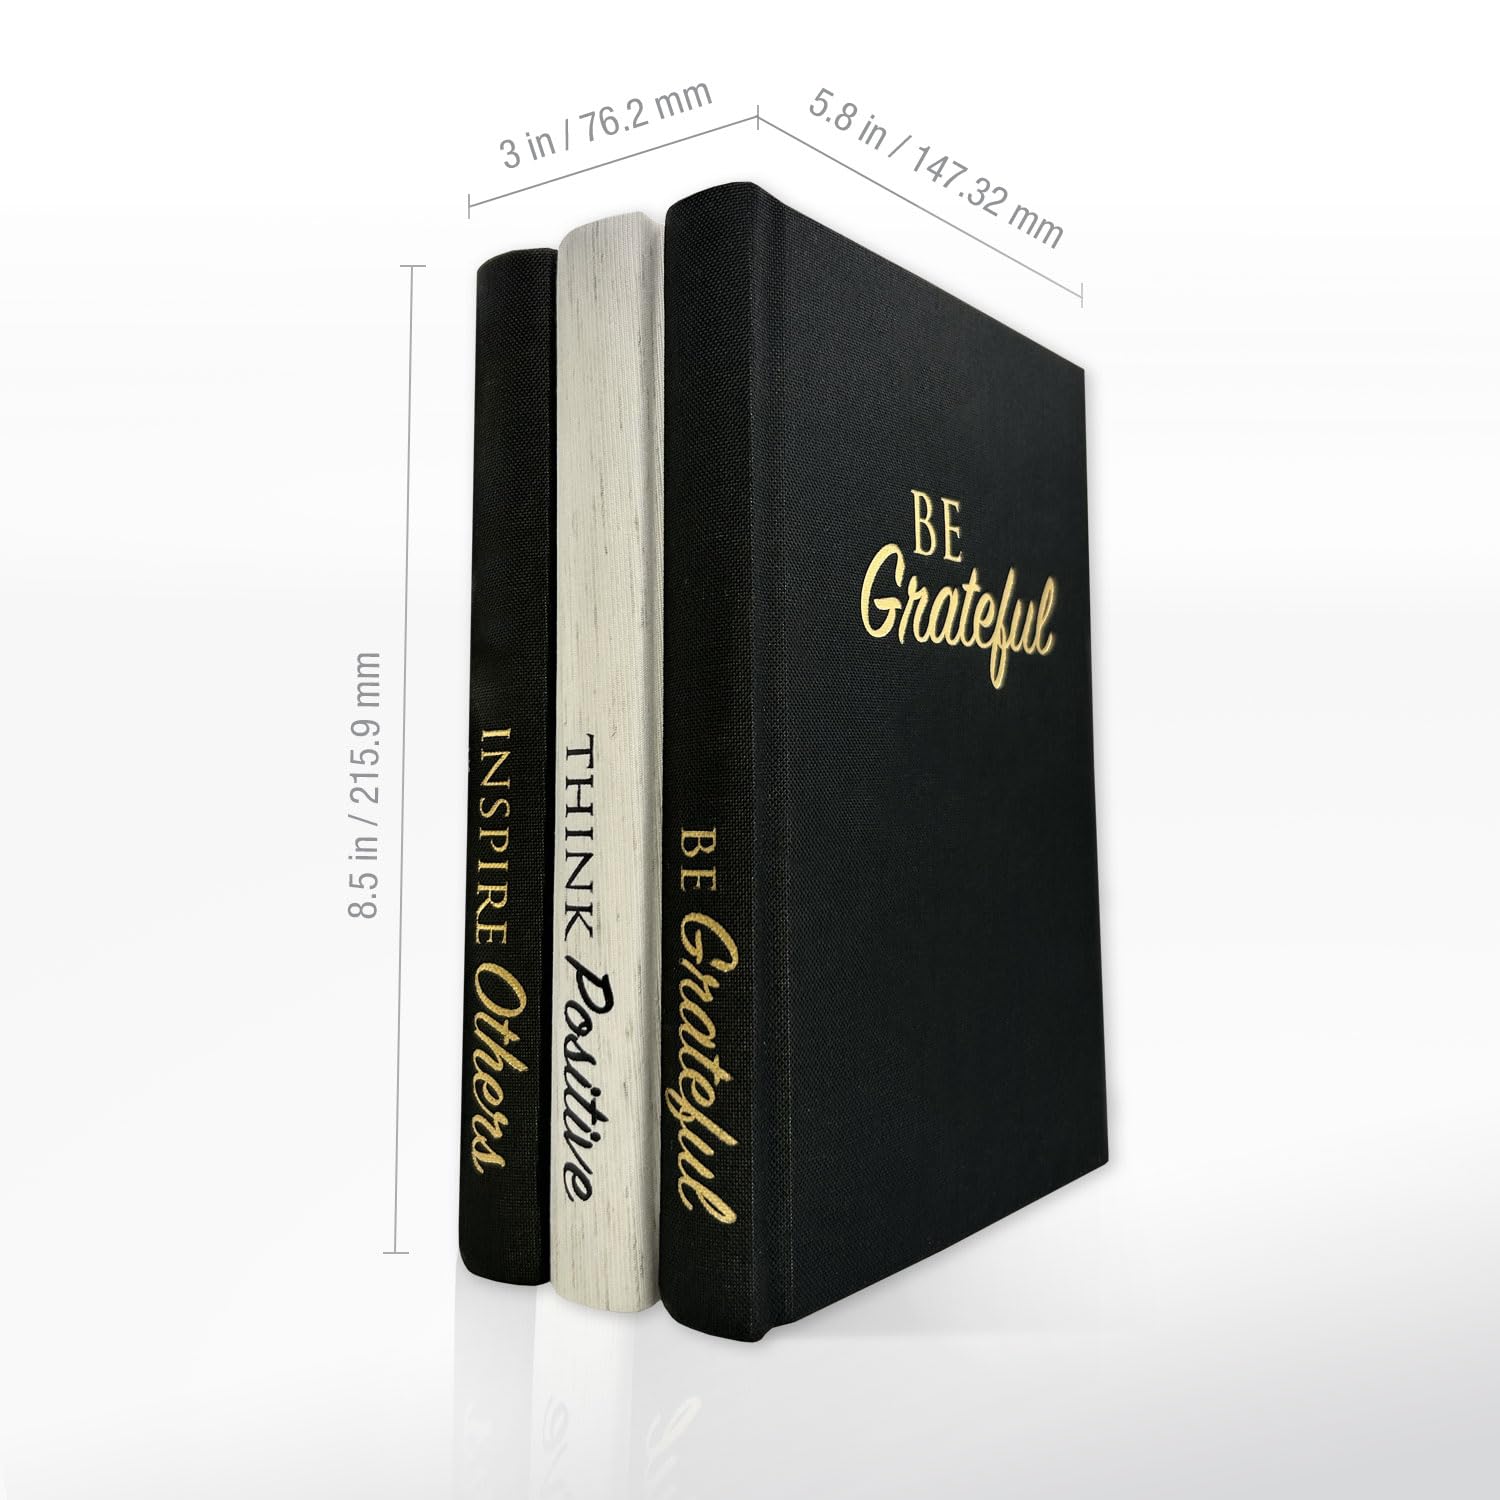 3 in / 76.2 mm
5.8 in / 147.32 mm
8.5 in / 215.9 mm
BE
Grateful
INSPIRE Others
THINK Positive
BE Grateful